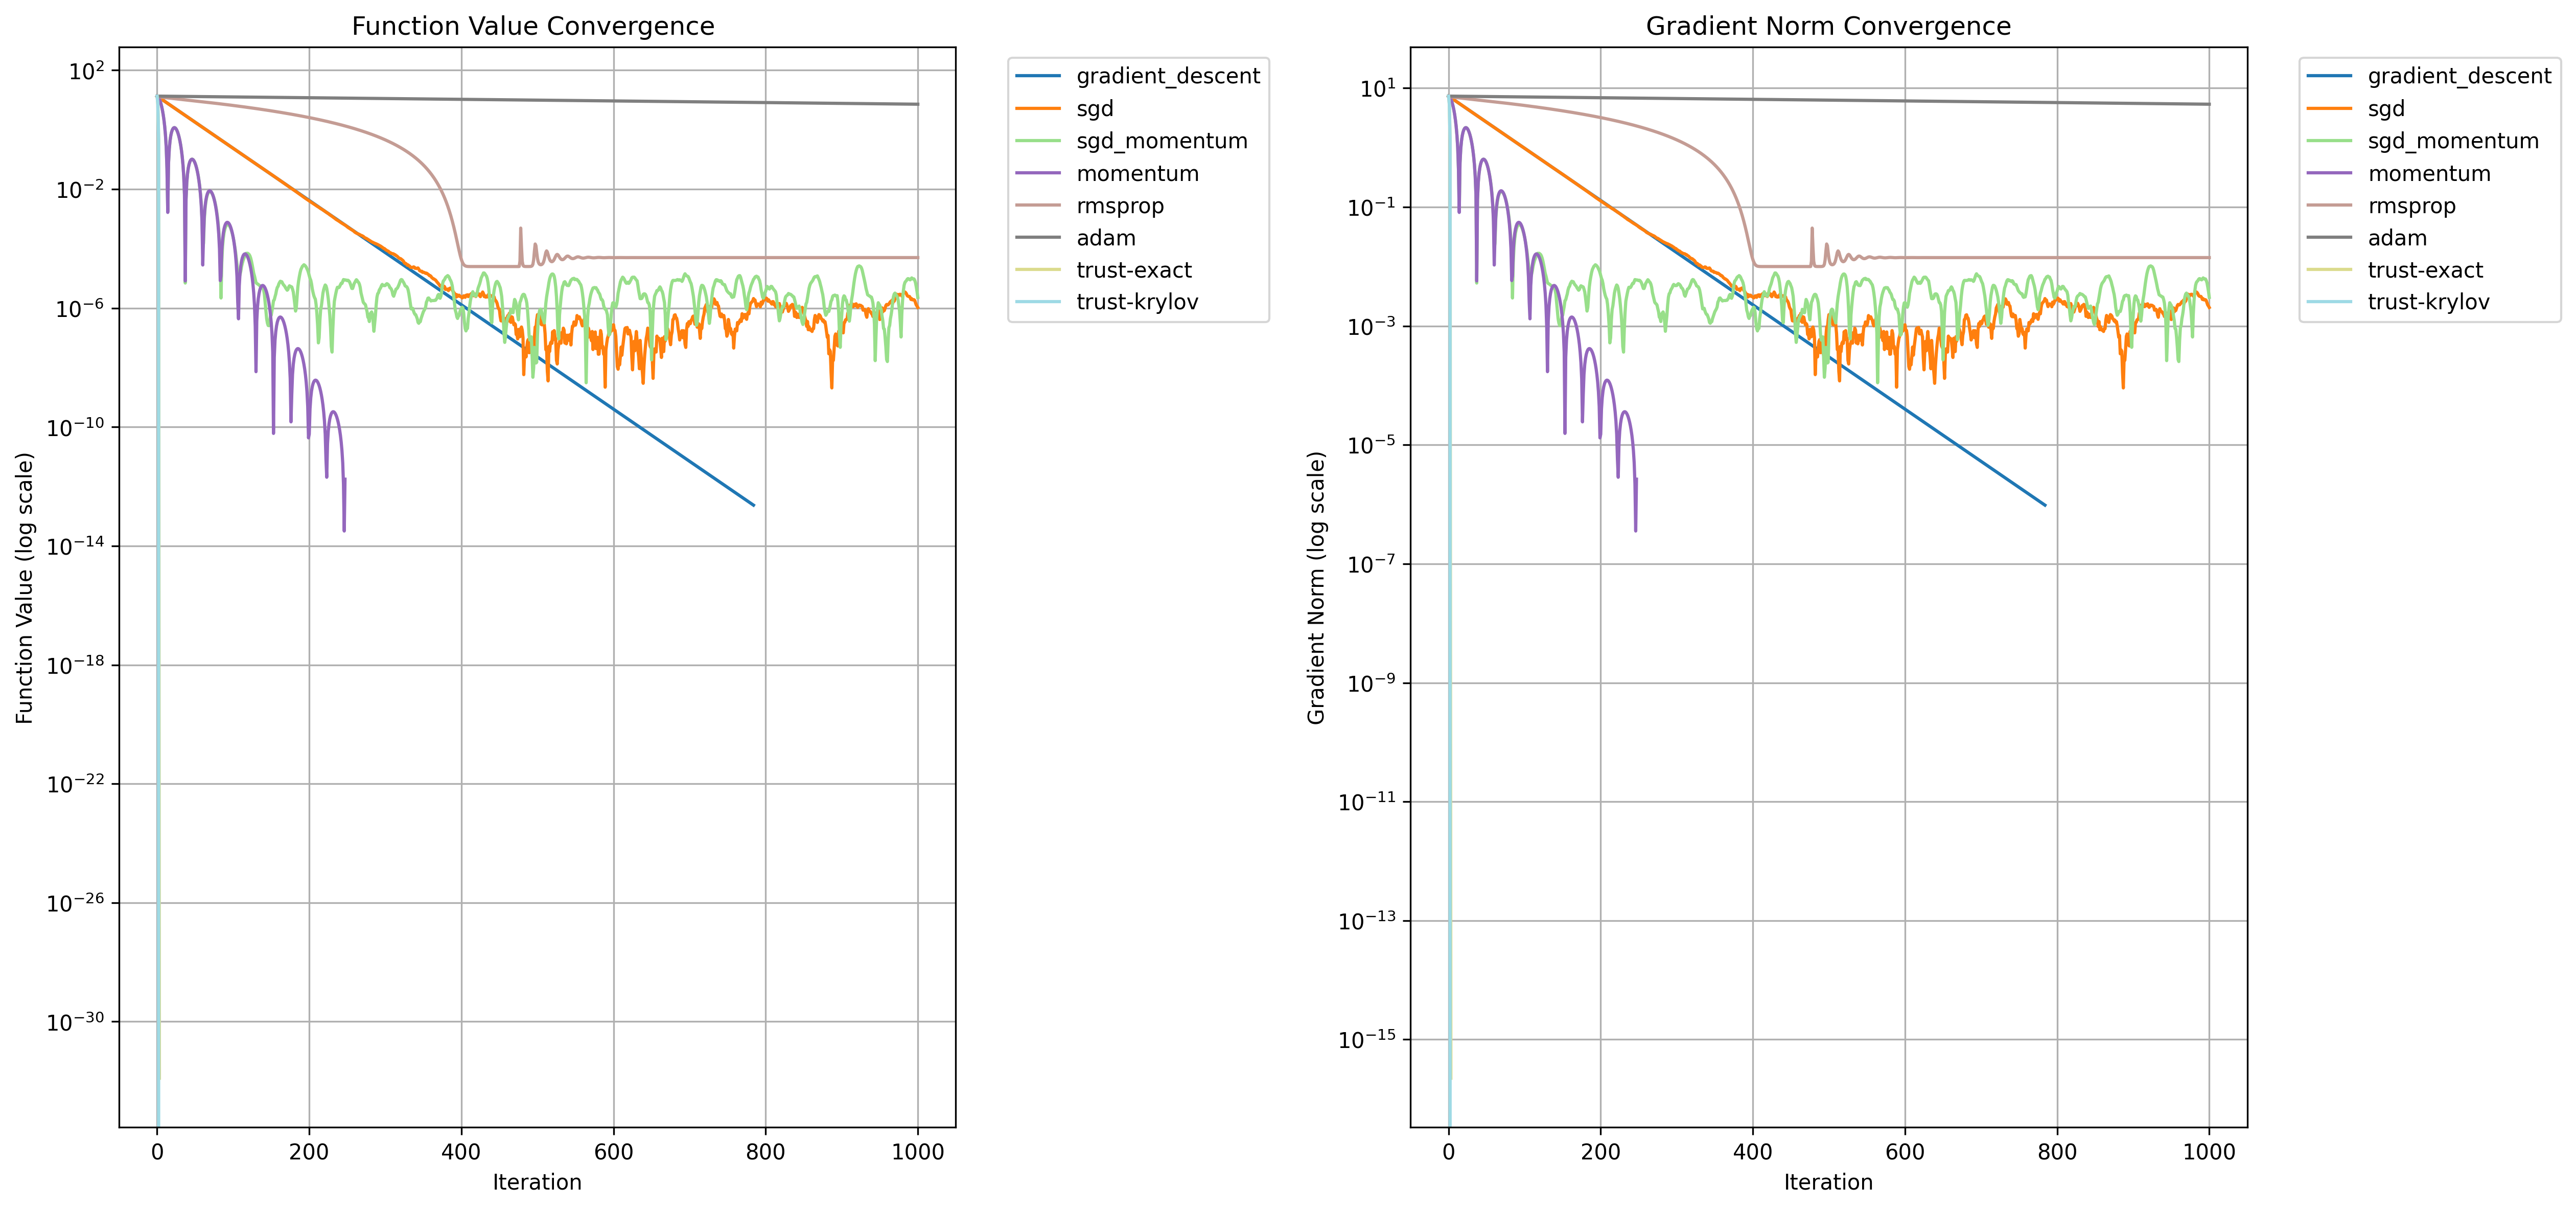 Function Value Convergence
Function Value (log scale)
10²
10⁻²
10⁻⁶
10⁻¹⁰
10⁻¹⁴
10⁻¹⁸
10⁻²²
10⁻²⁶
10⁻³⁰
0 200 400 600 800 1000
Iteration
gradient_descent
sgd
sgd_momentum
momentum
rmsprop
adam
trust-exact
trust-krylov
Gradient Norm Convergence
Gradient Norm (log scale)
10¹
10⁻¹
10⁻³
10⁻⁵
10⁻⁷
10⁻⁹
10⁻¹¹
10⁻¹³
10⁻¹⁵
0 200 400 600 800 1000
Iteration
gradient_descent
sgd
sgd_momentum
momentum
rmsprop
adam
trust-exact
trust-krylov